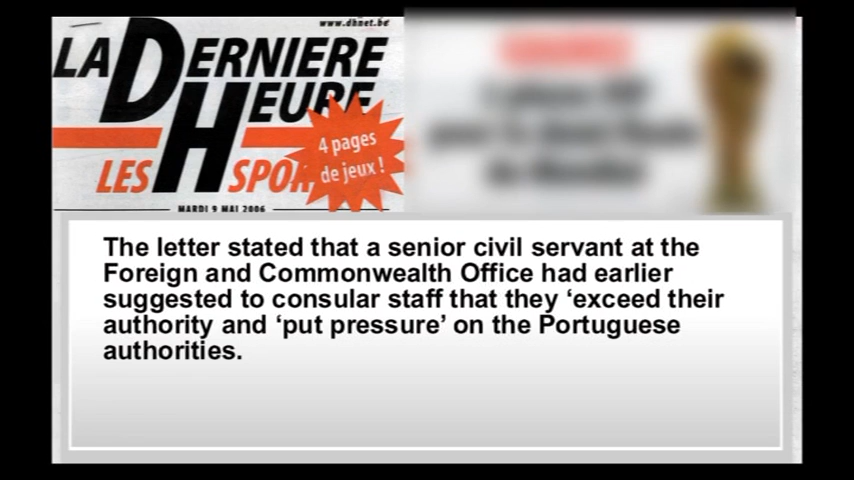 www.dhnet.be
LA DERNIERE
HEURE
LES SPOR
4 pages
de jeux !
MARDI 9 MAI 2006
The letter stated that a senior civil servant at the
Foreign and Commonwealth Office had earlier
suggested to consular staff that they ‘exceed their
authority and ‘put pressure’ on the Portuguese
authorities.